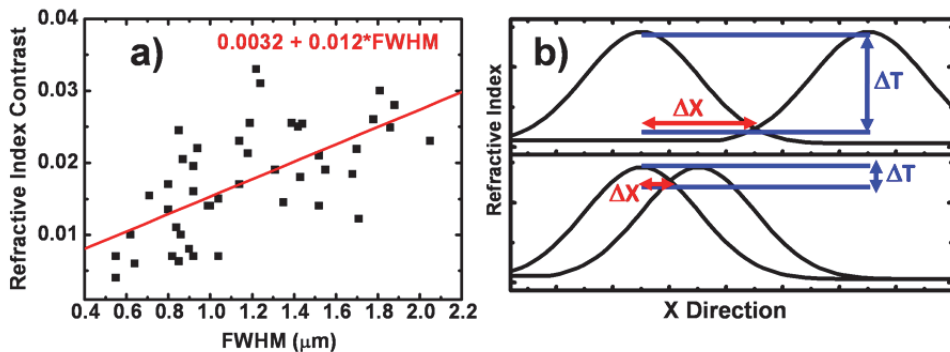 a)
0.0032 + 0.012*FWHM
Refractive Index Contrast
0.04
0.03
0.02
0.01
0.4 0.6 0.8 1.0 1.2 1.4 1.6 1.8 2.0 2.2
FWHM (μm)
b)
Refractive Index
ΔX
ΔT
ΔX
ΔT
X Direction